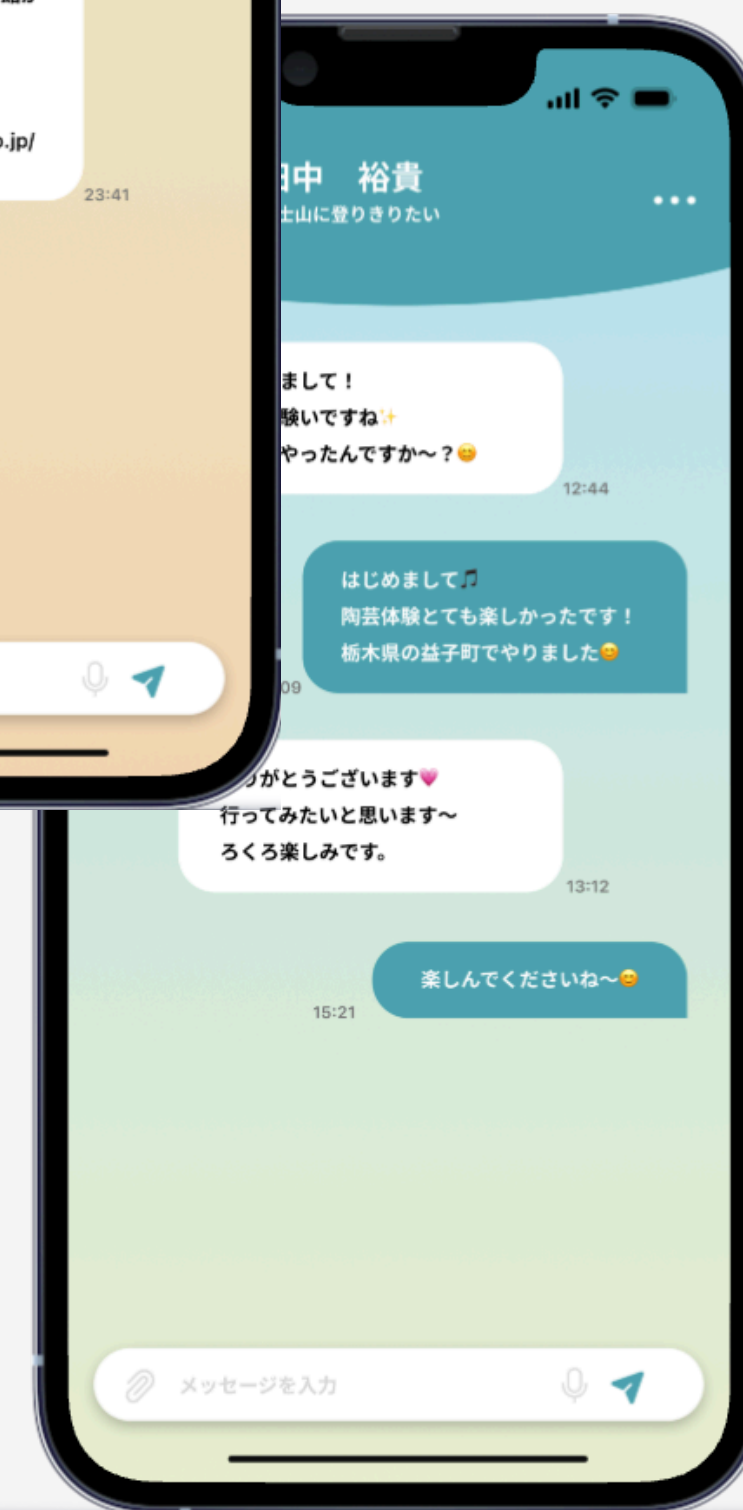 .jp/
23:41
中 裕貴
士山に登りきりたい
まして！
験いですね✨
やったんですか〜？😊
12:44
はじめまして🎵
陶芸体験とても楽しかったです！
栃木県の益子町でやりました😊
09
りがとうございます💗
行ってみたいと思います〜
ろくろ楽しみです。
13:12
楽しんでくださいね〜😊
15:21
メッセージを入力